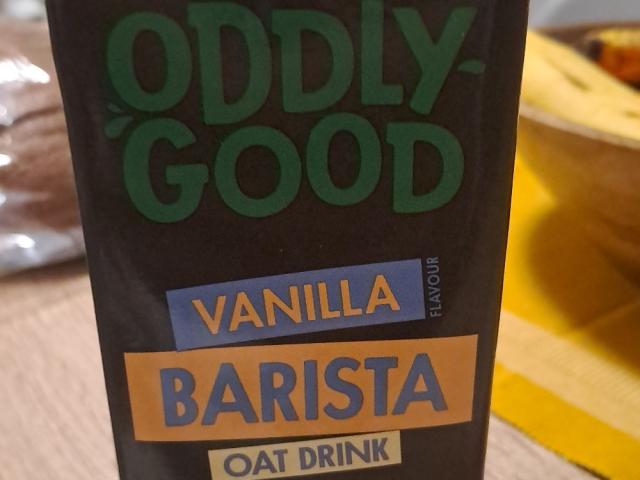 ODDLY-
GOOD
VANILLA
FLAVOUR
BARISTA
OAT DRINK